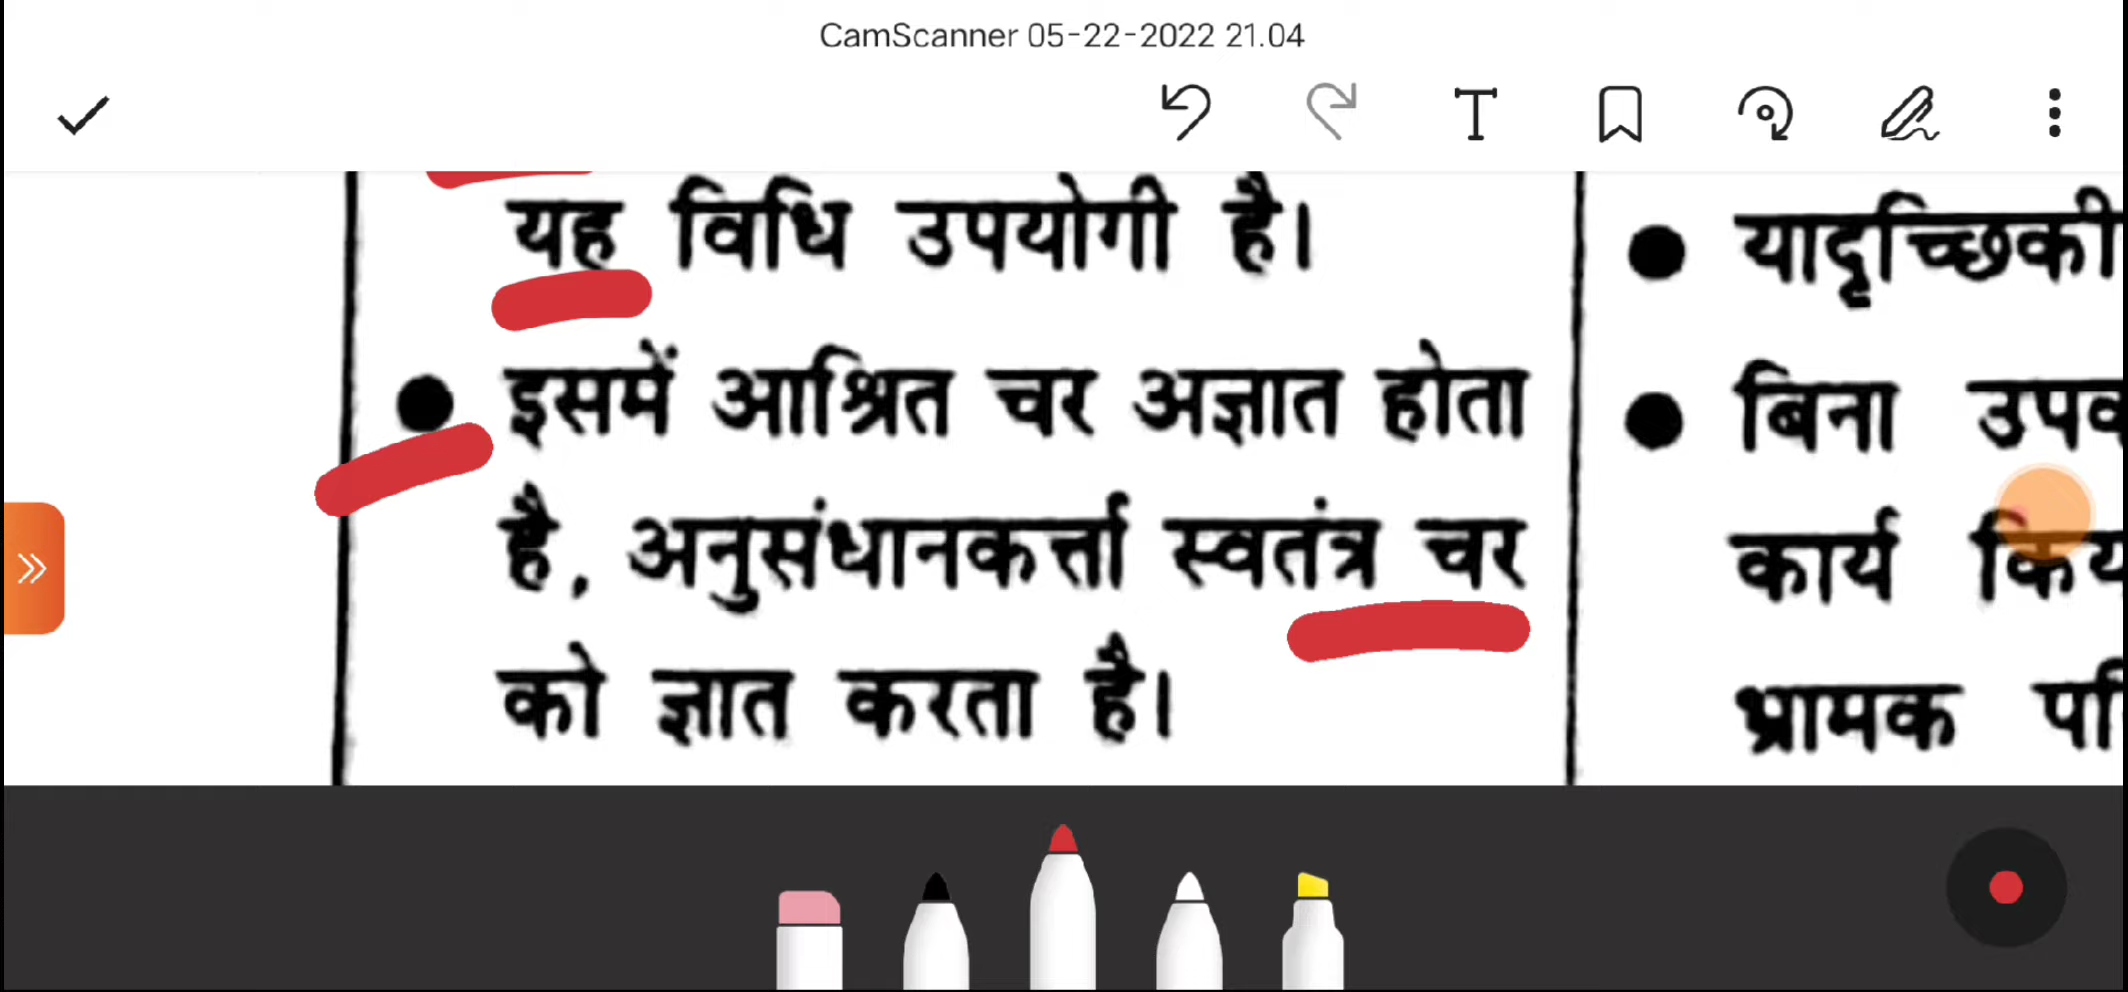 CamScanner 05-22-2022 21.04
यह विधि उपयोगी है।
इसमें आश्रित चर अज्ञात होता
है, अनुसंधानकर्त्ता स्वतंत्र चर
को ज्ञात करता है।
यादृच्छिकी
बिना
कार्य
भ्रामक